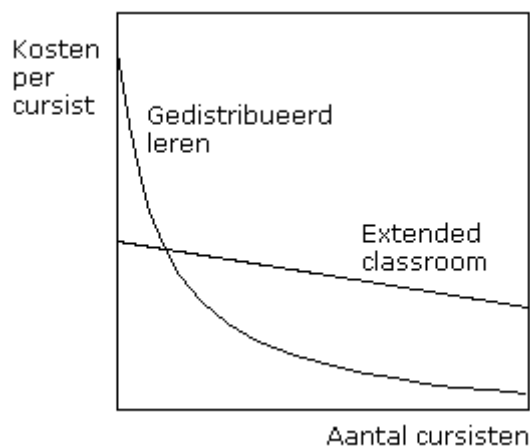 Kosten
per
cursist
Gedistribueerd
leren
Extended
classroom
Aantal cursisten